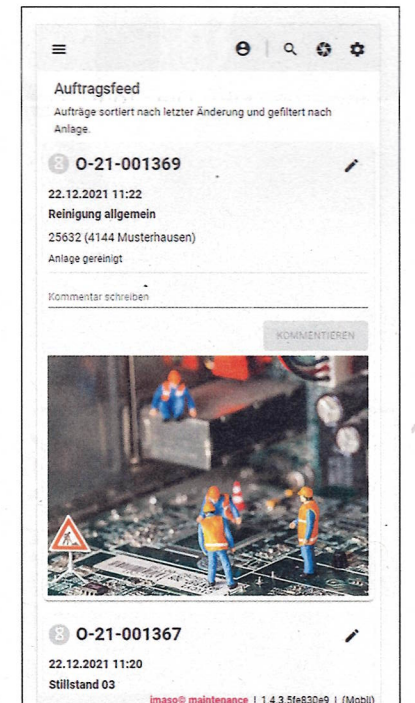 Auftragsfeed
Aufträge sortiert nach letzter Änderung und gefiltert nach
Anlage.
O-21-001369
22.12.2021 11:22
Reinigung allgemein
25632 (4144 Musterhausen)
Anlage gereinigt
Kommentar schreiben
KOMMENTIEREN
O-21-001367
22.12.2021 11:20
Stillstand 03
imaso© maintenance | 1.4.3.5fe830e9 | (Mobli)